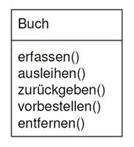 Buch
erfassen()
ausleihen()
zurückgeben()
vorbestellen()
entfernen()